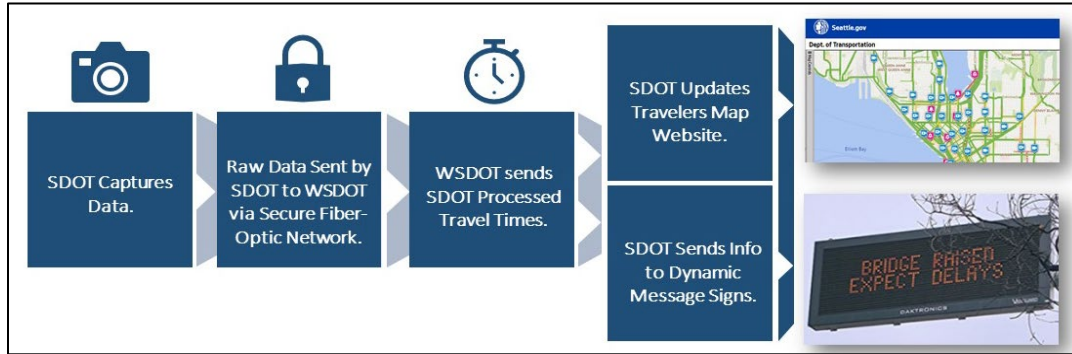 SDOT Captures
Data.
Raw Data Sent by
SDOT to WSDOT
via Secure Fiber-
Optic Network.
WSDOT sends
SDOT Processed
Travel Times.
SDOT Updates
Travelers Map
Website.
SDOT Sends Info
to Dynamic
Message Signs.
Seattle.gov
Dept. of Transportation
Elliott Bay
BRIDGE RAISED
EXPECT DELAYS
DAKTRONICS